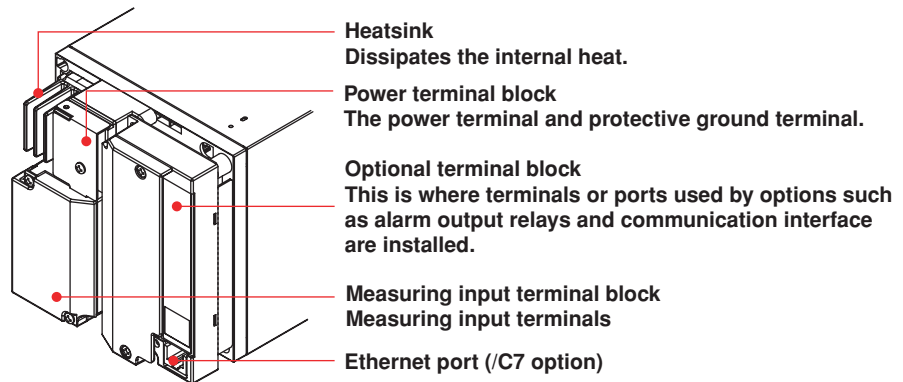 Heatsink
Dissipates the internal heat.
Power terminal block
The power terminal and protective ground terminal.
Optional terminal block
This is where terminals or ports used by options such
as alarm output relays and communication interface
are installed.
Measuring input terminal block
Measuring input terminals
Ethernet port (/C7 option)